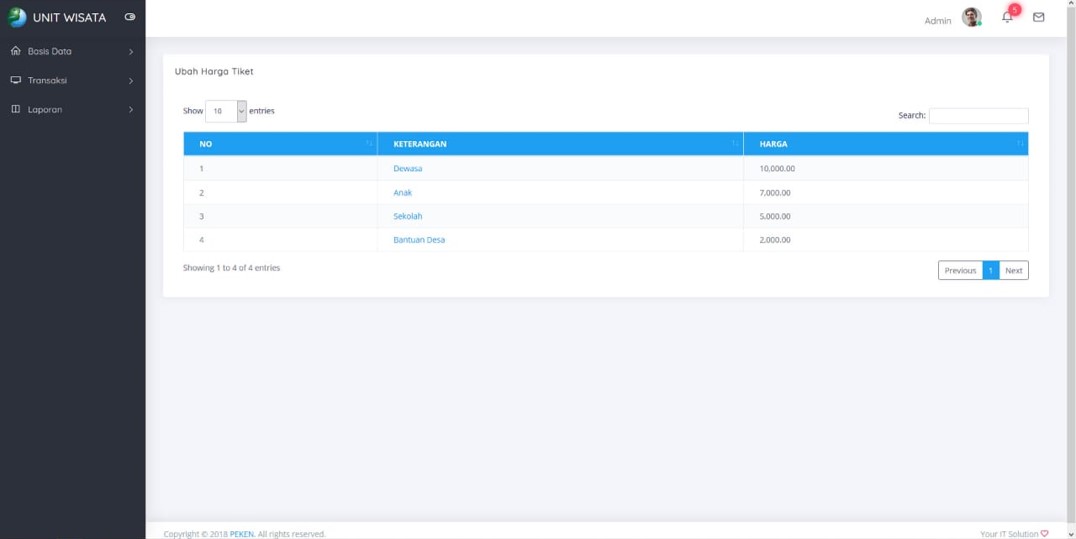 UNIT WISATA
Admin
5
Basis Data
Transaksi
Laporan
Ubah Harga Tiket
Show 10 entries
Search:
NO KETERANGAN HARGA
1 Dewasa 10,000.00
2 Anak 7,000.00
3 Sekolah 5,000.00
4 Bantuan Desa 2,000.00
Showing 1 to 4 of 4 entries
Previous 1 Next
Copyright © 2018 PEKEN. All rights reserved.
Your IT Solution